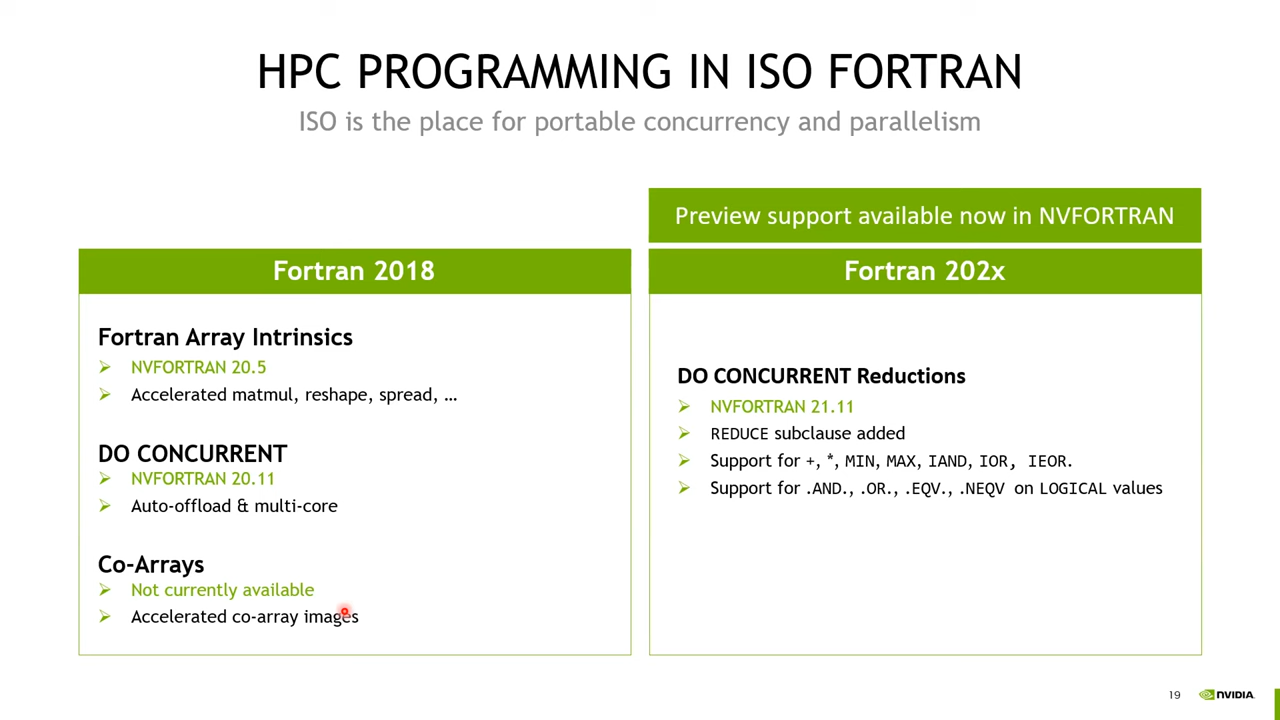 HPC PROGRAMMING IN ISO FORTRAN
ISO is the place for portable concurrency and parallelism
Fortran 2018
Fortran Array Intrinsics
NVFORTRAN 20.5
Accelerated matmul, reshape, spread, …
DO CONCURRENT
NVFORTRAN 20.11
Auto-offload & multi-core
Co-Arrays
Not currently available
Accelerated co-array images
Preview support available now in NVFORTRAN
Fortran 202x
DO CONCURRENT Reductions
NVFORTRAN 21.11
REDUCE subclause added
Support for +, *, MIN, MAX, IAND, IOR, IEOR.
Support for .AND., .OR., .EQV., .NEQV on LOGICAL values
19
NVIDIA.